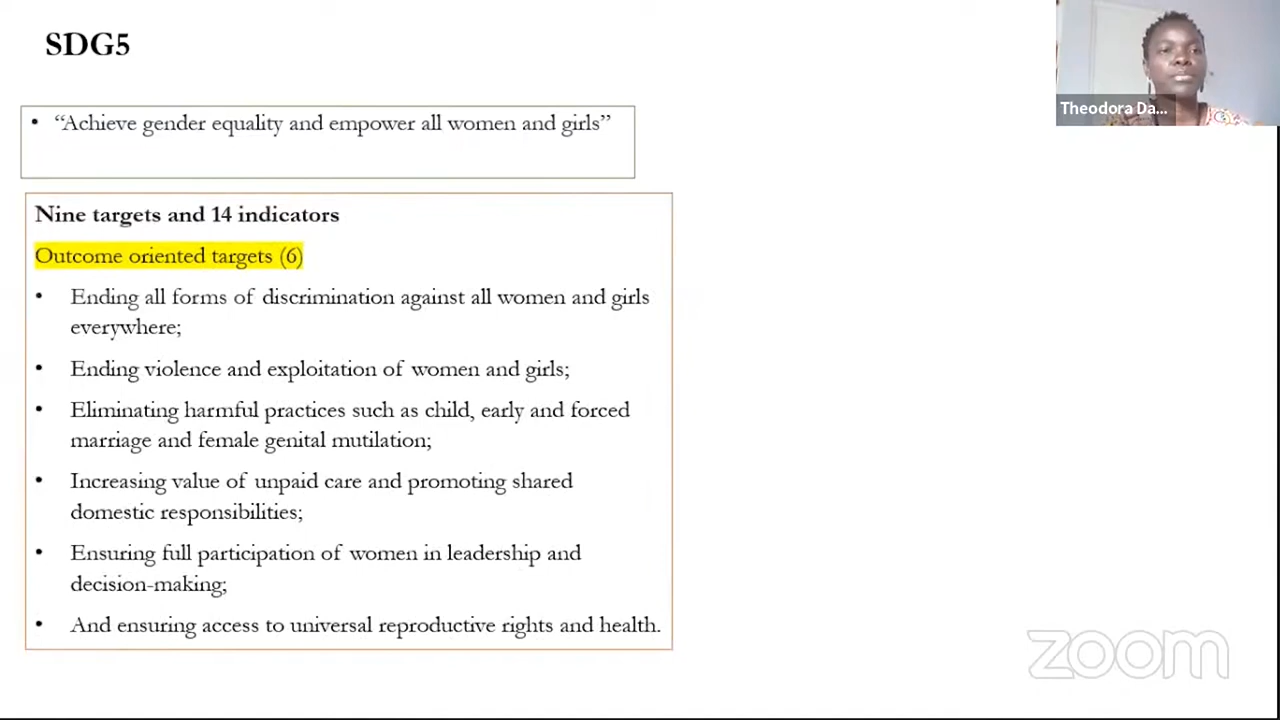 SDG5
Theodora Da...
• “Achieve gender equality and empower all women and girls”
Nine targets and 14 indicators
Outcome oriented targets (6)
• Ending all forms of discrimination against all women and girls
everywhere;
• Ending violence and exploitation of women and girls;
• Eliminating harmful practices such as child, early and forced
marriage and female genital mutilation;
• Increasing value of unpaid care and promoting shared
domestic responsibilities;
• Ensuring full participation of women in leadership and
decision-making;
• And ensuring access to universal reproductive rights and health.
zoom